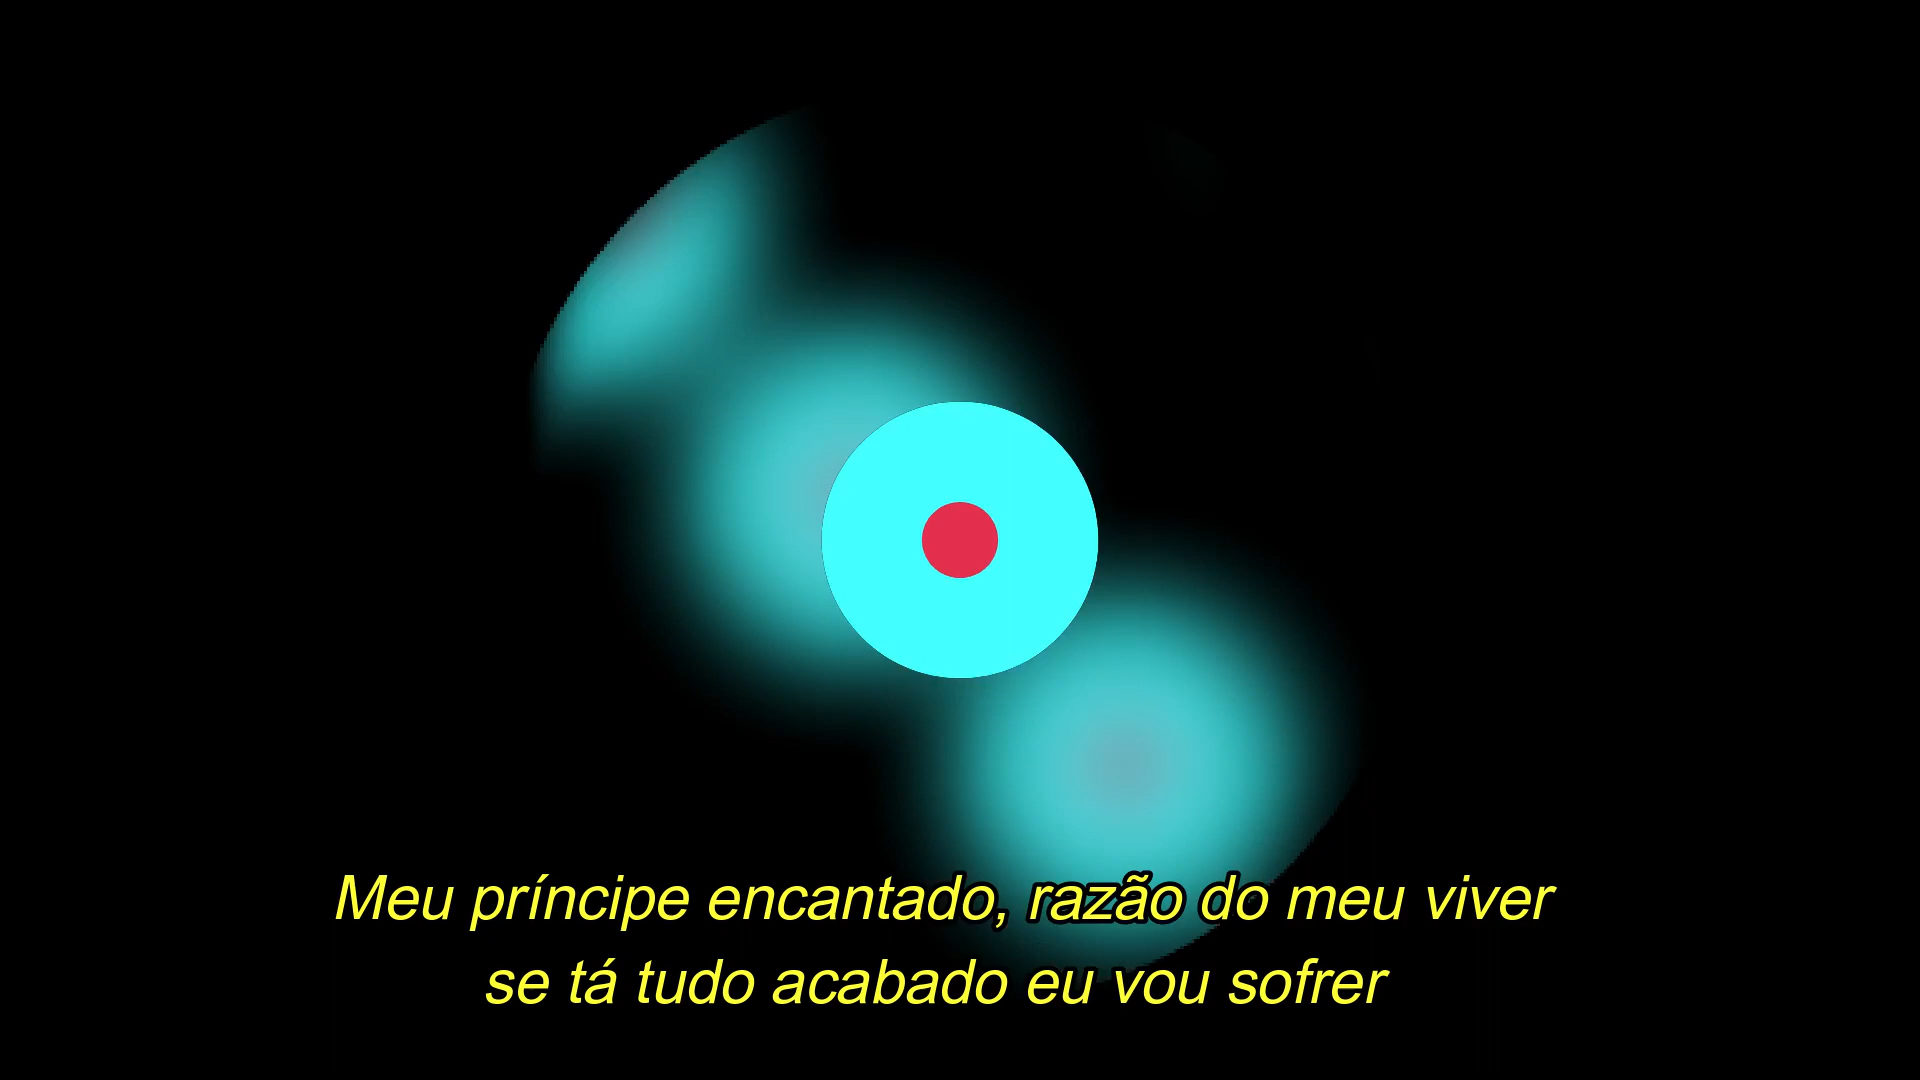 Meu príncipe encantado, razão do meu viver
se tá tudo acabado eu vou sofrer